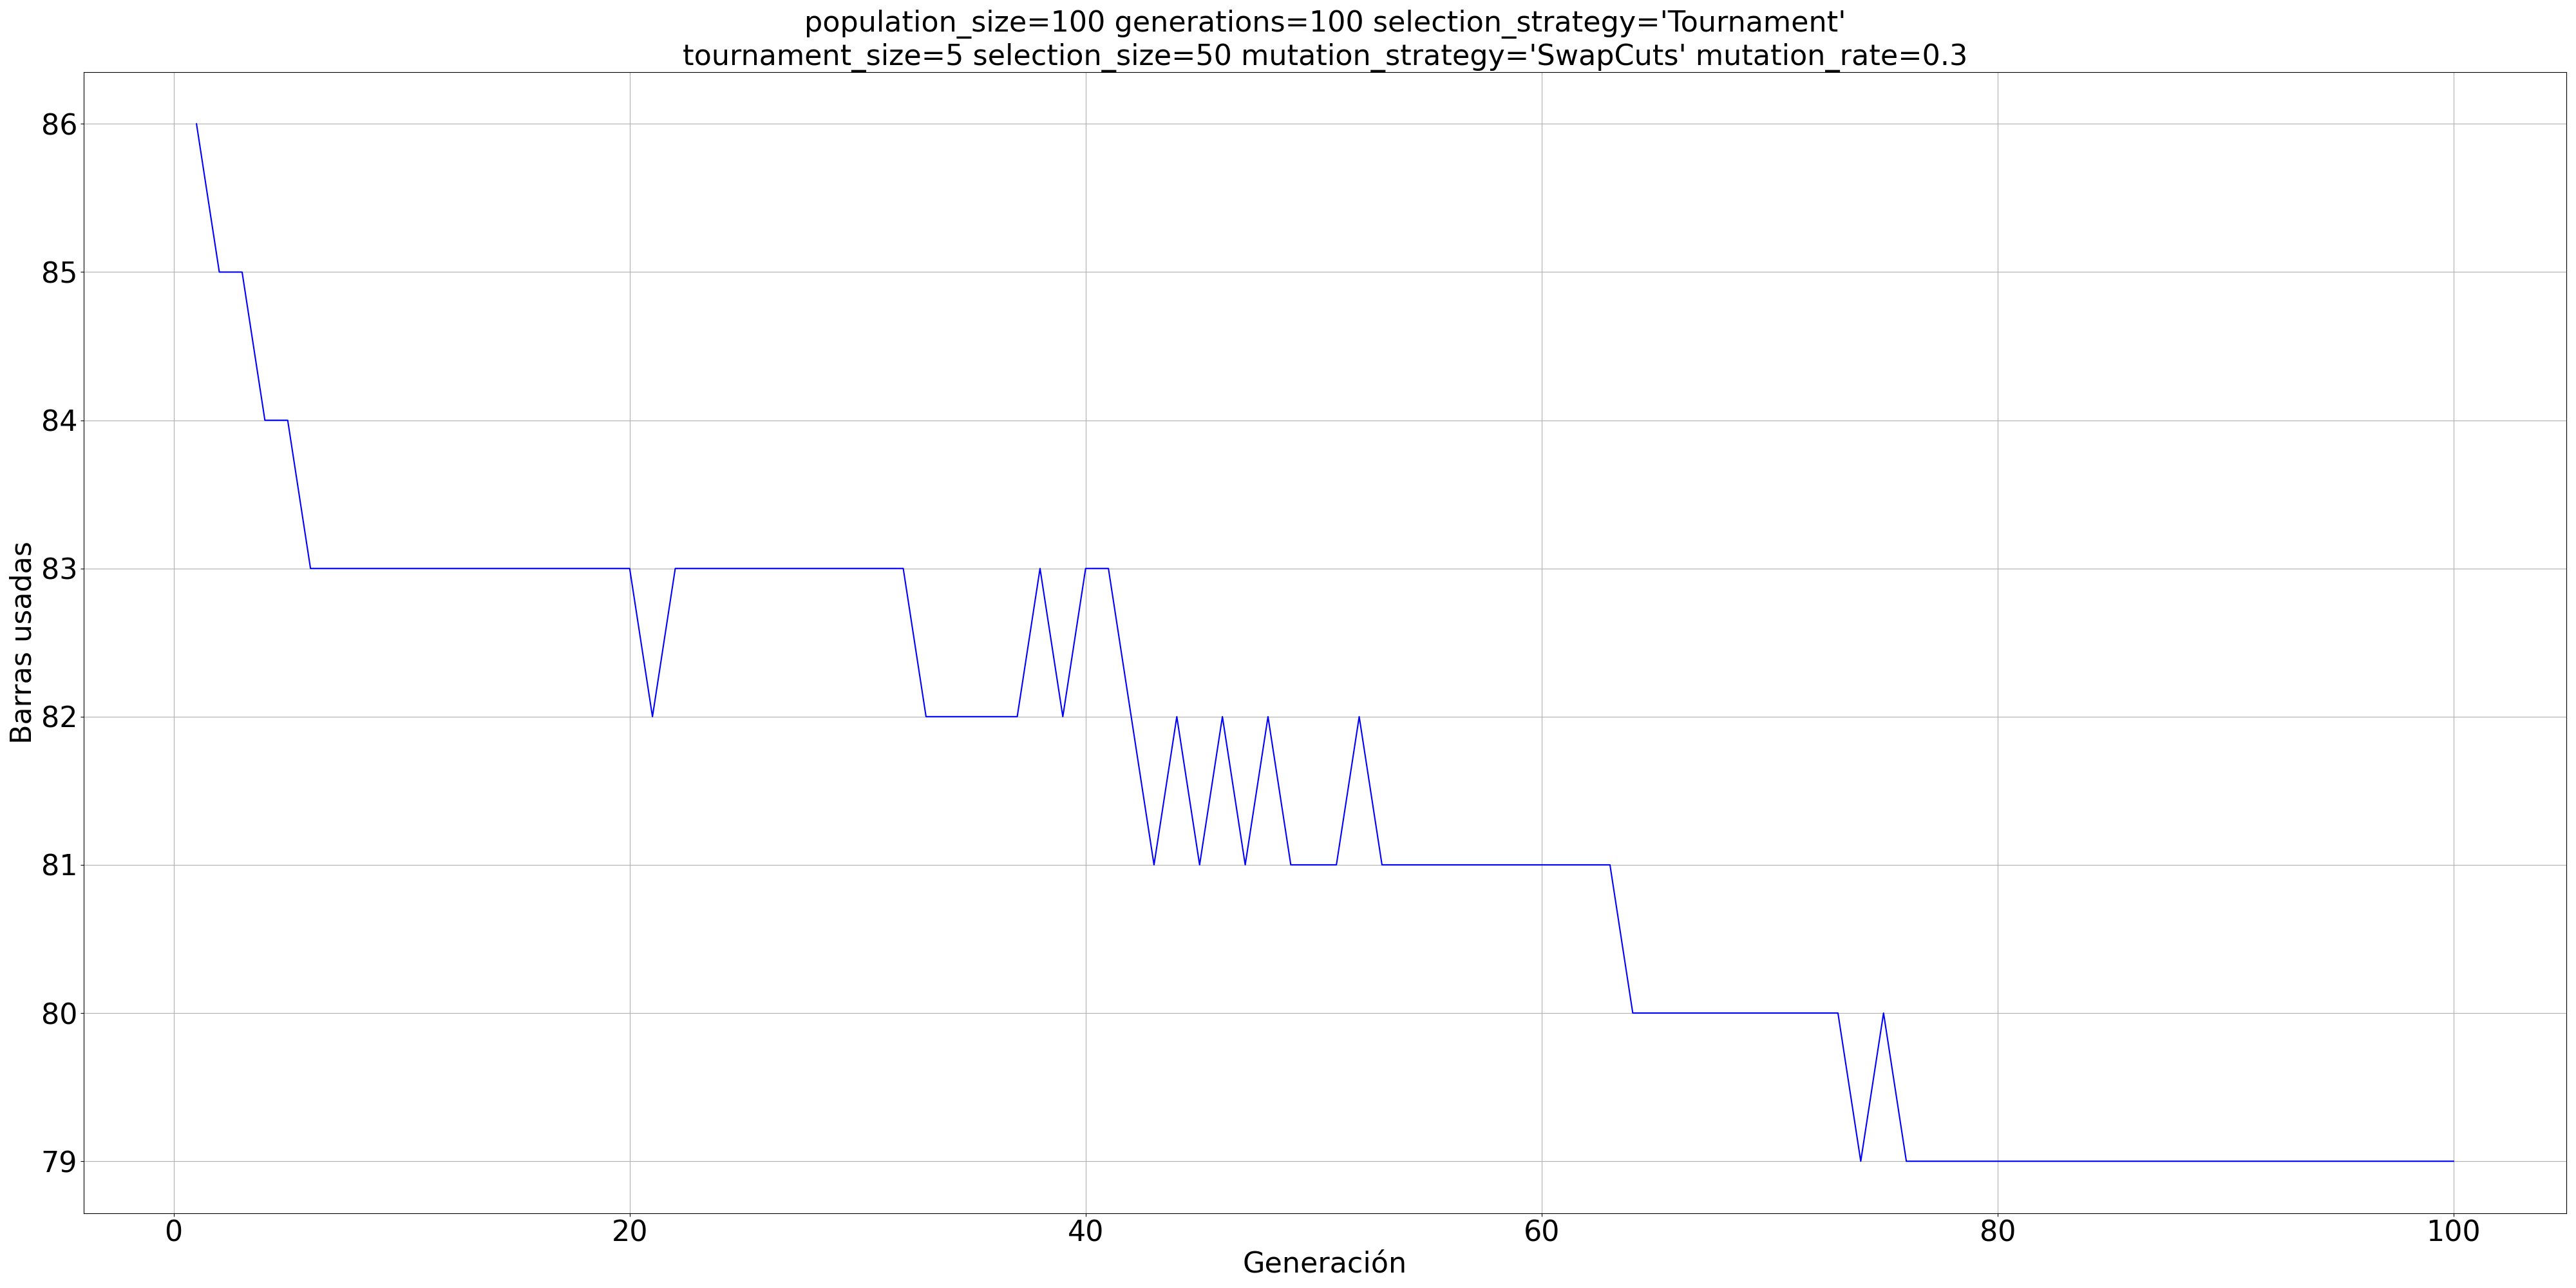 population_size=100 generations=100 selection_strategy='Tournament'
tournament_size=5 selection_size=50 mutation_strategy='SwapCuts' mutation_rate=0.3
86
85
84
83
82
81
80
79
Barras usadas
0 20 40 60 80 100
Generación